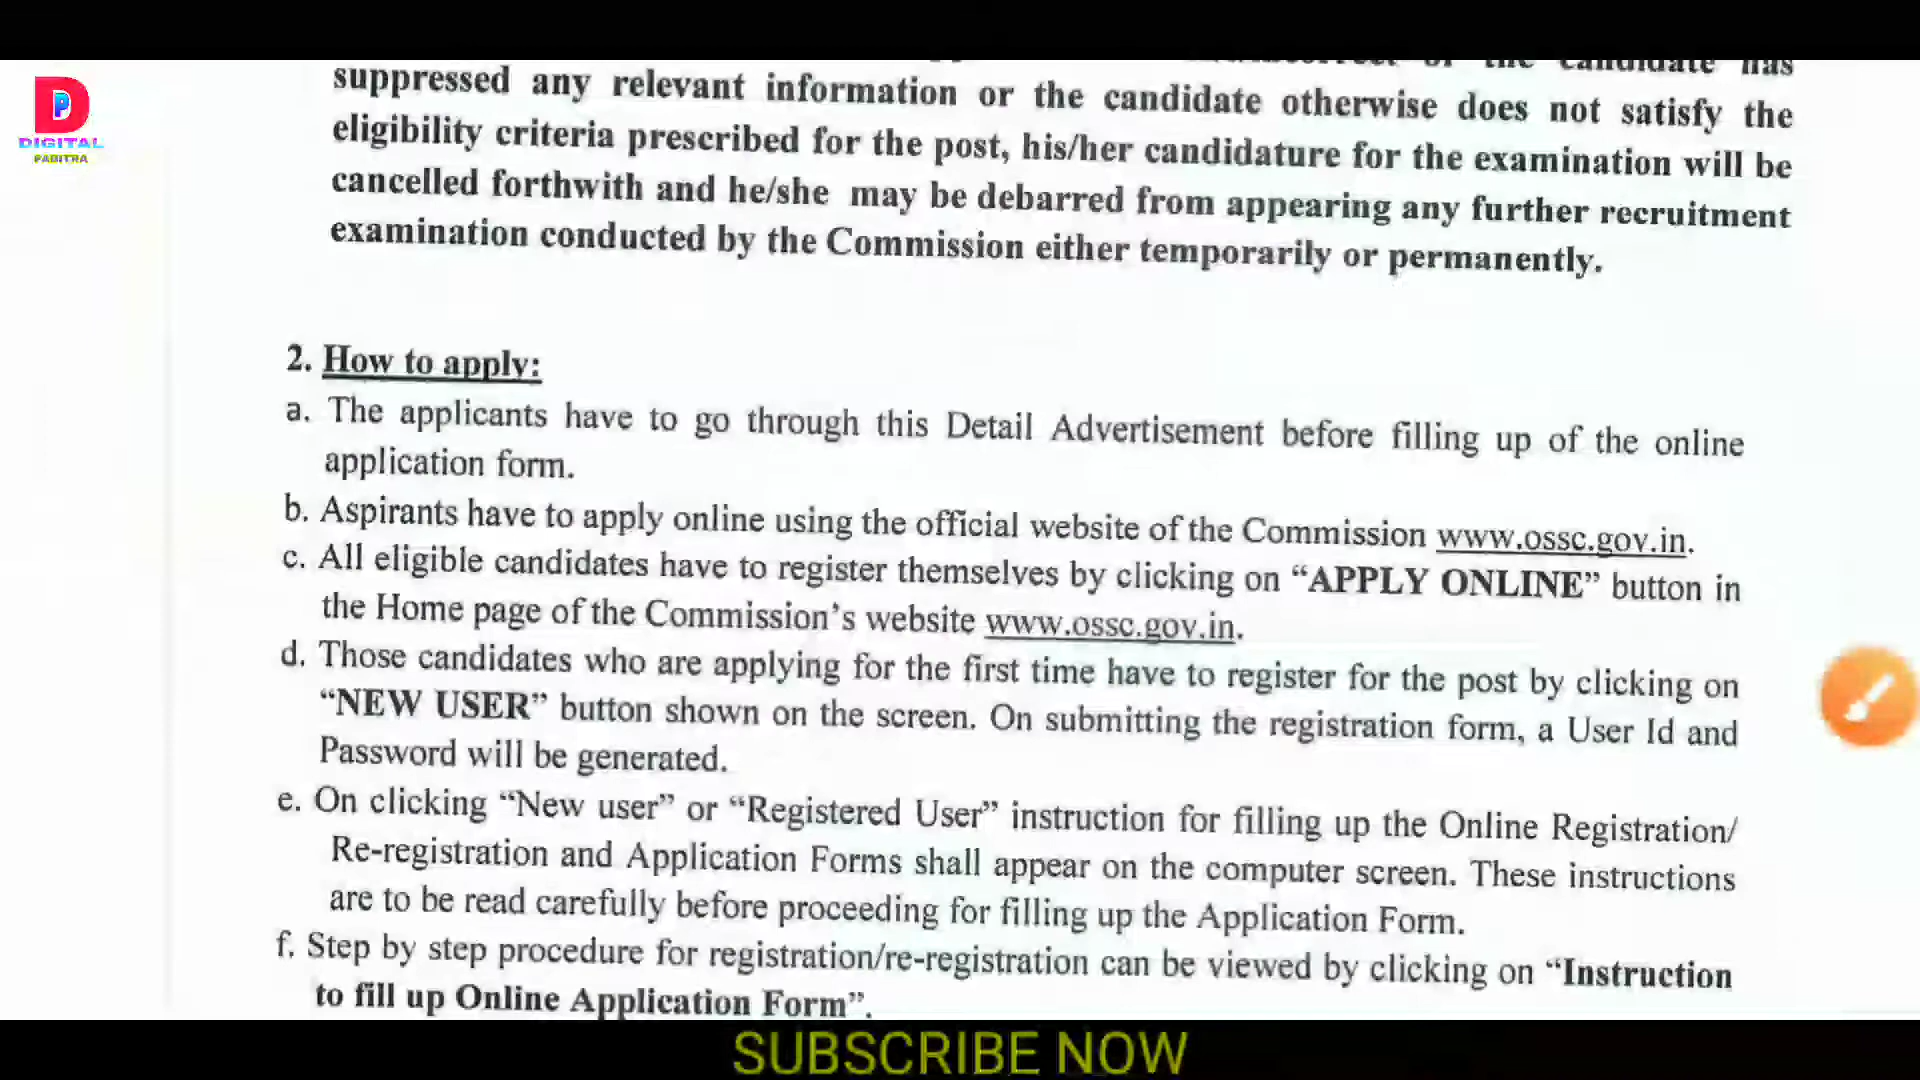 of the candidate has
suppressed any relevant information or the candidate otherwise does not satisfy the
eligibility criteria prescribed for the post, his/her candidature for the examination will be
cancelled forthwith and he/she may be debarred from appearing any further recruitment
examination conducted by the Commission either temporarily or permanently.
2. How to apply:
a. The applicants have to go through this Detail Advertisement before filling up of the online
application form.
b. Aspirants have to apply online using the official website of the Commission www.ossc.gov.in.
c. All eligible candidates have to register themselves by clicking on “APPLY ONLINE” button in
the Home page of the Commission’s website www.ossc.gov.in.
d. Those candidates who are applying for the first time have to register for the post by clicking on
“NEW USER” button shown on the screen. On submitting the registration form, a User Id and
Password will be generated.
e. On clicking “New user” or “Registered User” instruction for filling up the Online Registration/
Re-registration and Application Forms shall appear on the computer screen. These instructions
are to be read carefully before proceeding for filling up the Application Form.
f. Step by step procedure for registration/re-registration can be viewed by clicking on “Instruction
to fill up Online Application Form”.
D
P
DIGITAL
PABITRA
SUBSCRIBE NOW